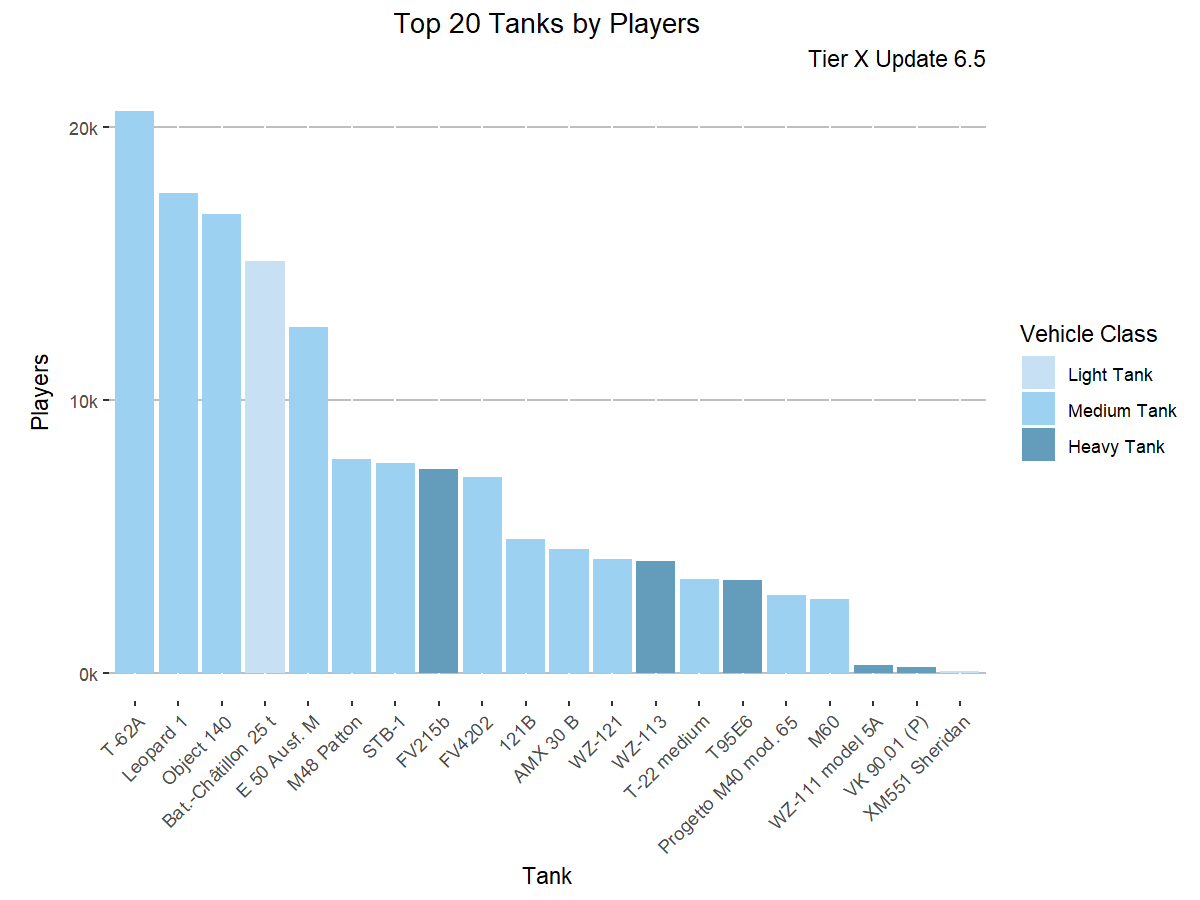 Top 20 Tanks by Players
Tier X Update 6.5
20k
10k
0k
Players
T-62A
Leopard 1
Object 140
Bat.-Châtillon 25 t
E 50 Ausf. M
M48 Patton
STB-1
FV215b
FV4202
121B
AMX 30 B
WZ-121
WZ-113
T-22 medium
T95E6
Progetto M40 mod. 65
M60
WZ-111 model 5A
VK 90.01 (P)
XM551 Sheridan
Tank
Vehicle Class
Light Tank
Medium Tank
Heavy Tank